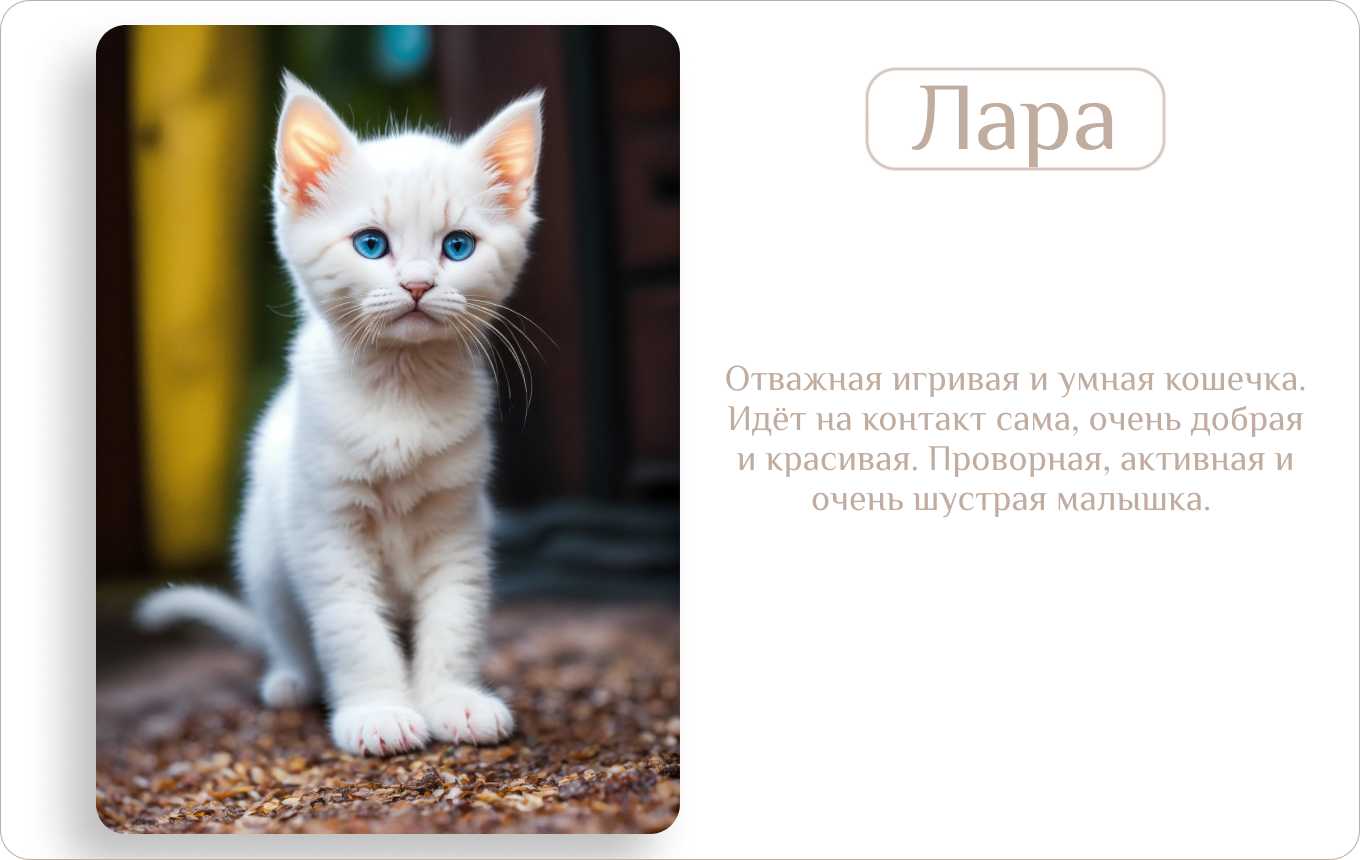 Лара
Отважная игривая и умная кошечка.
Идёт на контакт сама, очень добрая
и красивая. Проворная, активная и
очень шустрая малышка.